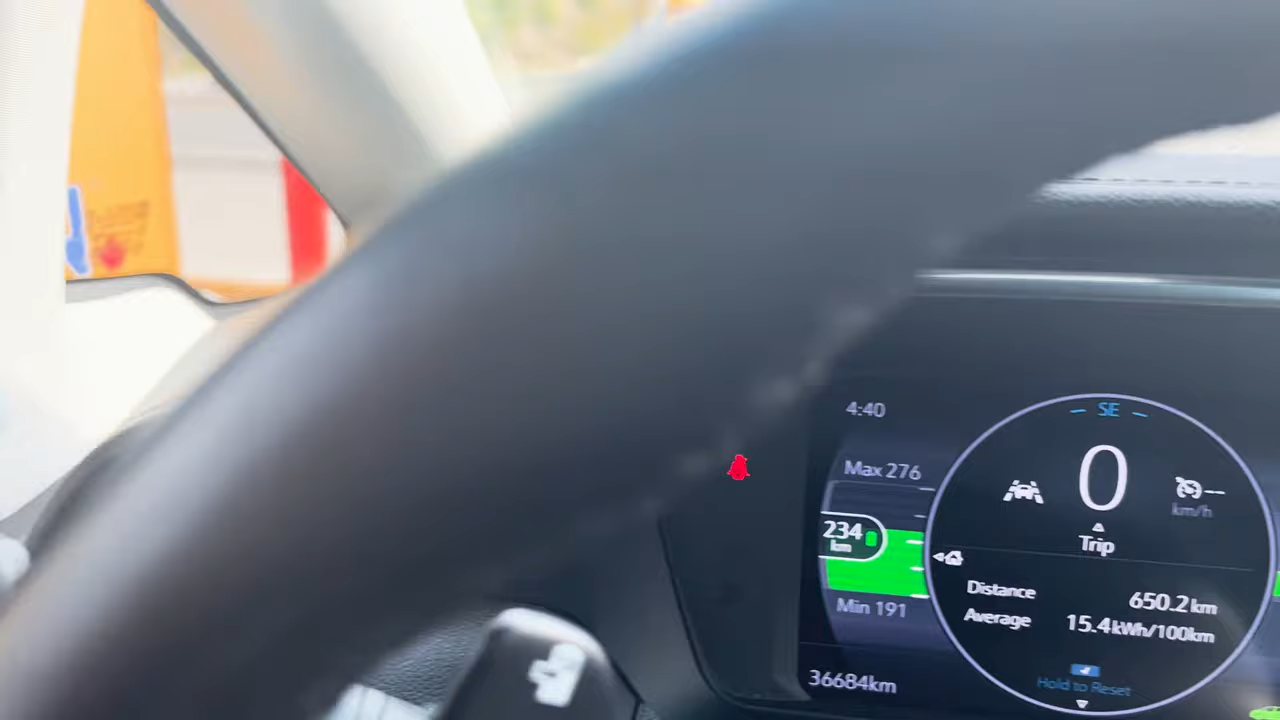 4:40
SE
Max 276
0
--
km/h
234
km
Trip
Distance 650.2 km
Min 191
Average 15.4 kWh/100km
36684km
Hold to Reset